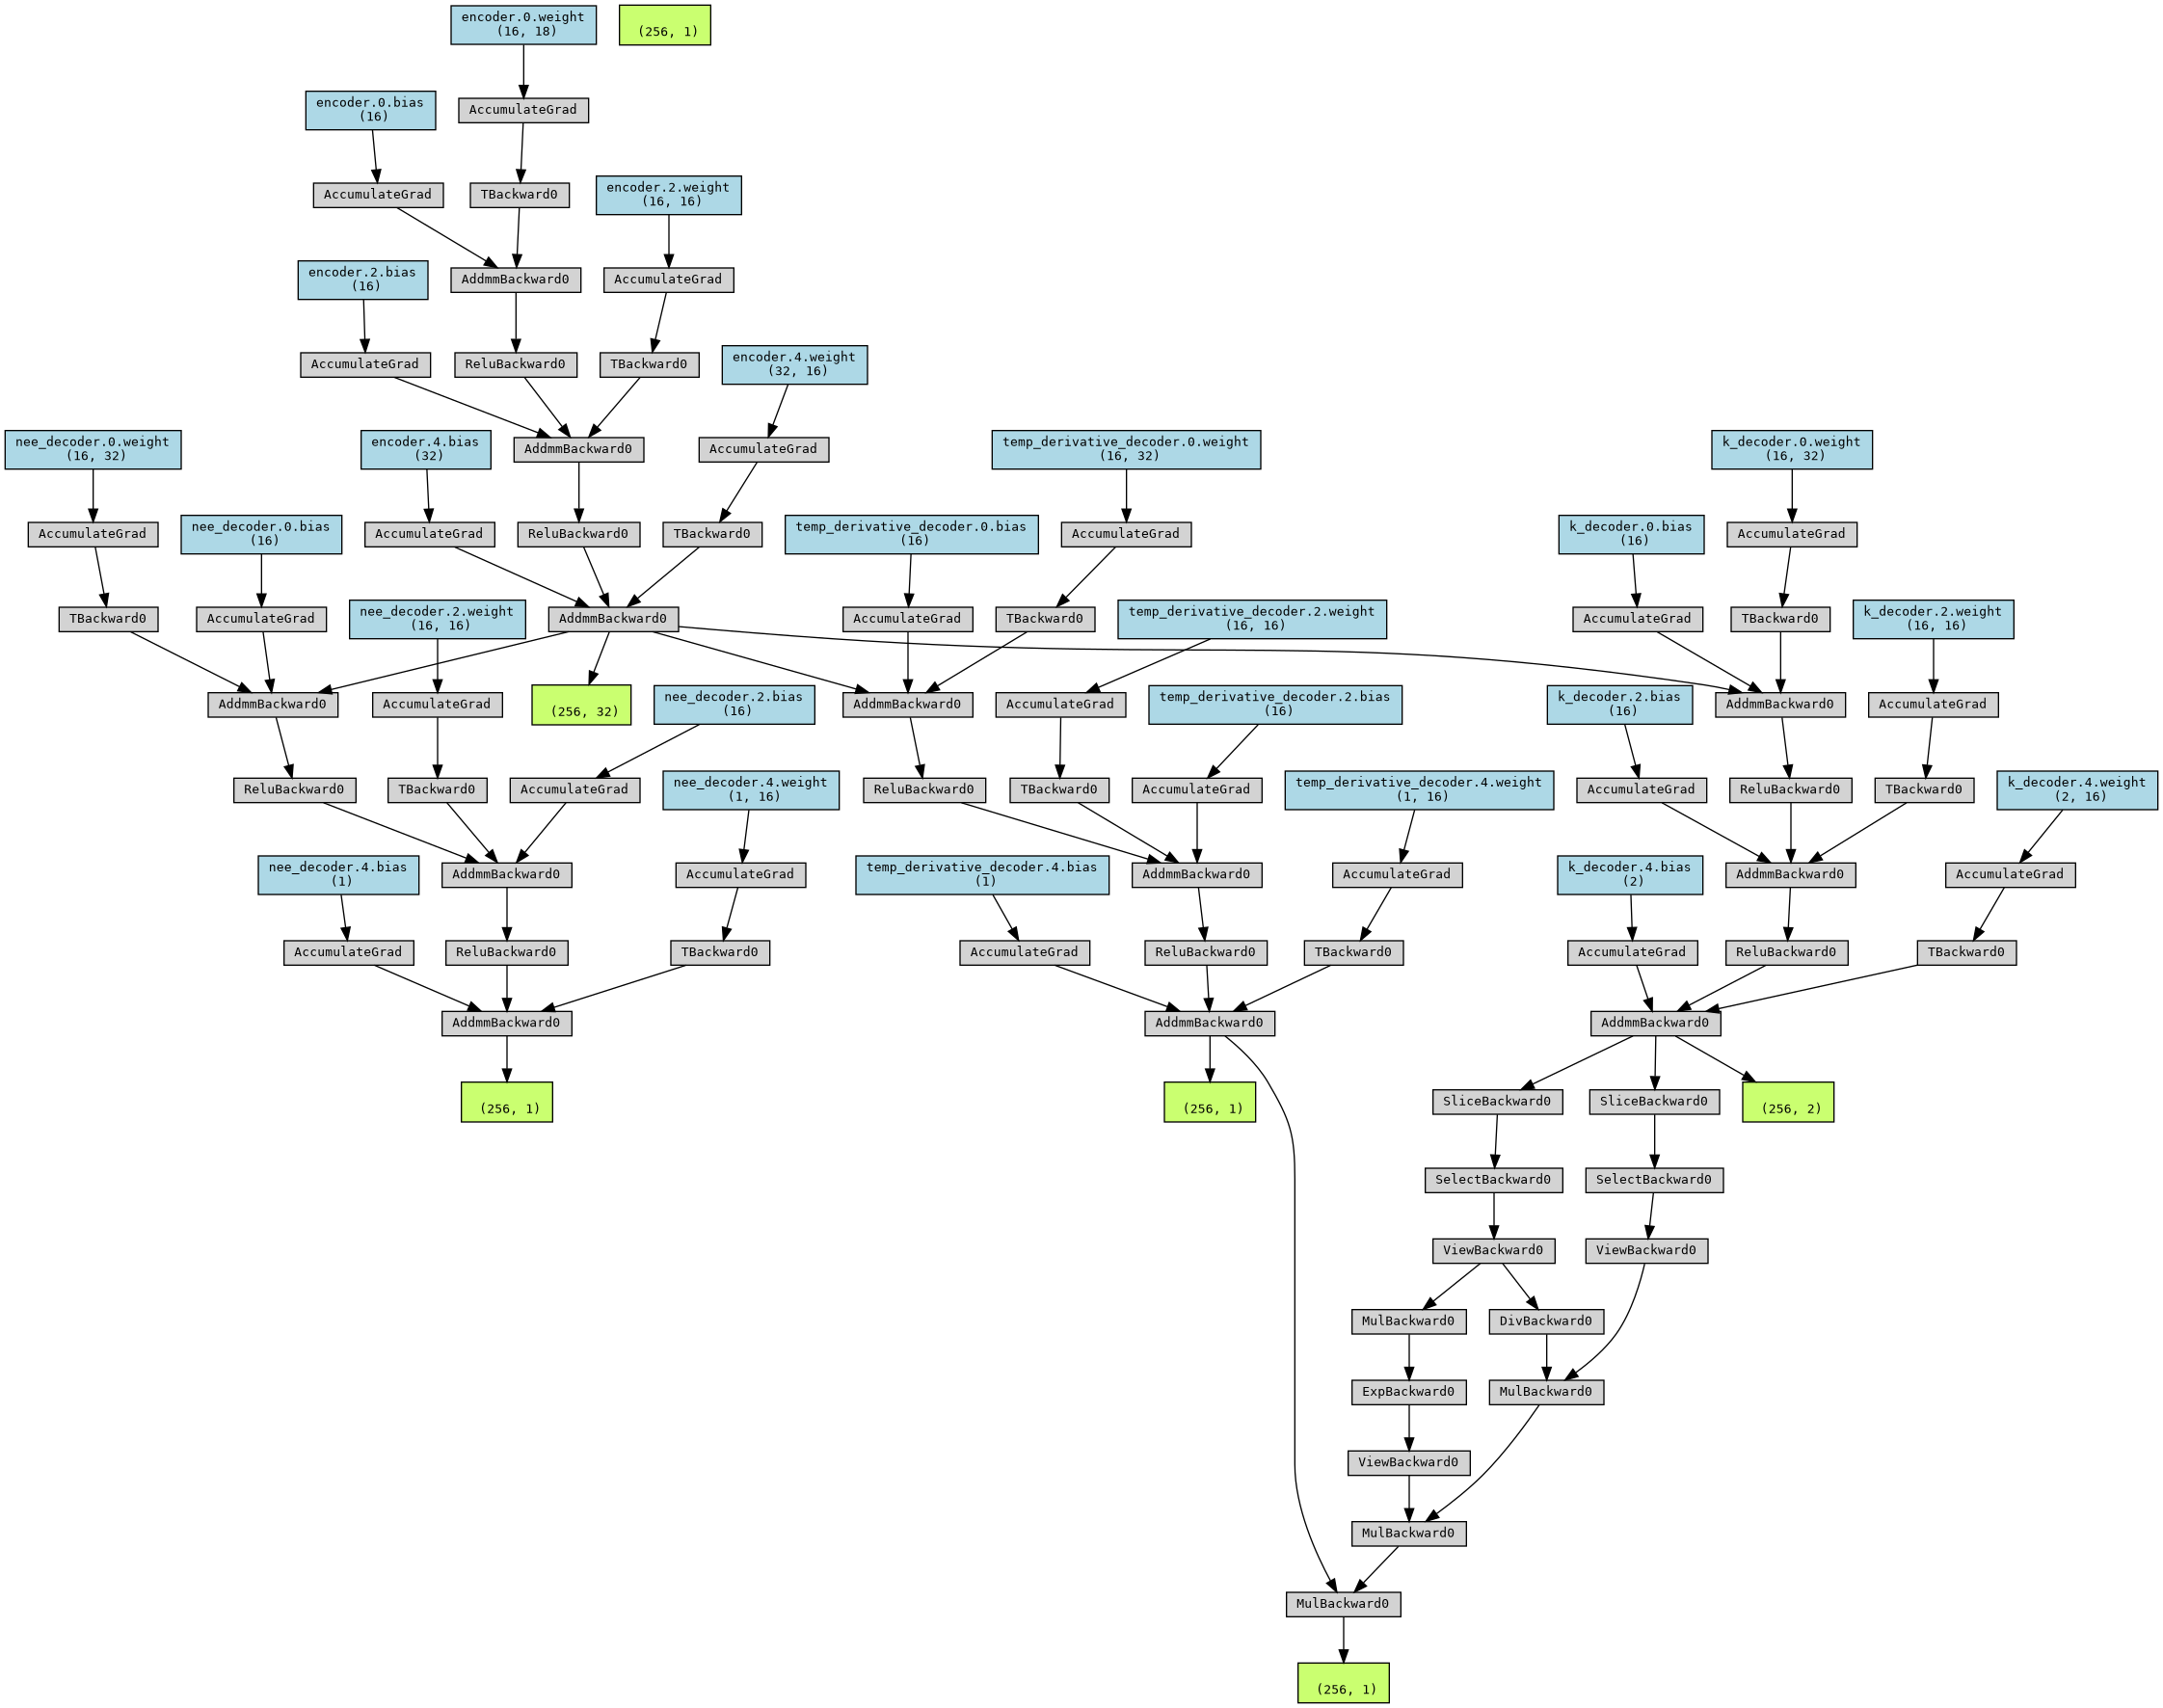 encoder.0.weight
(16, 18)
(256, 1)
encoder.0.bias
(16)
AccumulateGrad
AccumulateGrad
TBackward0
encoder.2.weight
(16, 16)
encoder.2.bias
(16)
AddmmBackward0
AccumulateGrad
AccumulateGrad
ReluBackward0
TBackward0
encoder.4.weight
(32, 16)
nee_decoder.0.weight
(16, 32)
encoder.4.bias
(32)
AddmmBackward0
AccumulateGrad
temp_derivative_decoder.0.weight
(16, 32)
k_decoder.0.weight
(16, 32)
AccumulateGrad
nee_decoder.0.bias
(16)
AccumulateGrad
ReluBackward0
TBackward0
temp_derivative_decoder.0.bias
(16)
AccumulateGrad
k_decoder.0.bias
(16)
AccumulateGrad
TBackward0
AccumulateGrad
nee_decoder.2.weight
(16, 16)
AddmmBackward0
AccumulateGrad
TBackward0
temp_derivative_decoder.2.weight
(16, 16)
AccumulateGrad
TBackward0
k_decoder.2.weight
(16, 16)
AddmmBackward0
AccumulateGrad
(256, 32)
nee_decoder.2.bias
(16)
AddmmBackward0
AccumulateGrad
temp_derivative_decoder.2.bias
(16)
k_decoder.2.bias
(16)
AddmmBackward0
AccumulateGrad
ReluBackward0
TBackward0
AccumulateGrad
nee_decoder.4.weight
(1, 16)
ReluBackward0
TBackward0
AccumulateGrad
temp_derivative_decoder.4.weight
(1, 16)
AccumulateGrad
ReluBackward0
TBackward0
k_decoder.4.weight
(2, 16)
nee_decoder.4.bias
(1)
AddmmBackward0
AccumulateGrad
temp_derivative_decoder.4.bias
(1)
AddmmBackward0
AccumulateGrad
k_decoder.4.bias
(2)
AddmmBackward0
AccumulateGrad
AccumulateGrad
ReluBackward0
TBackward0
AccumulateGrad
ReluBackward0
TBackward0
AccumulateGrad
ReluBackward0
TBackward0
AddmmBackward0
AddmmBackward0
AddmmBackward0
(256, 1)
(256, 1)
SliceBackward0
SliceBackward0
(256, 2)
SelectBackward0
SelectBackward0
ViewBackward0
ViewBackward0
MulBackward0
DivBackward0
ExpBackward0
MulBackward0
ViewBackward0
MulBackward0
MulBackward0
(256, 1)